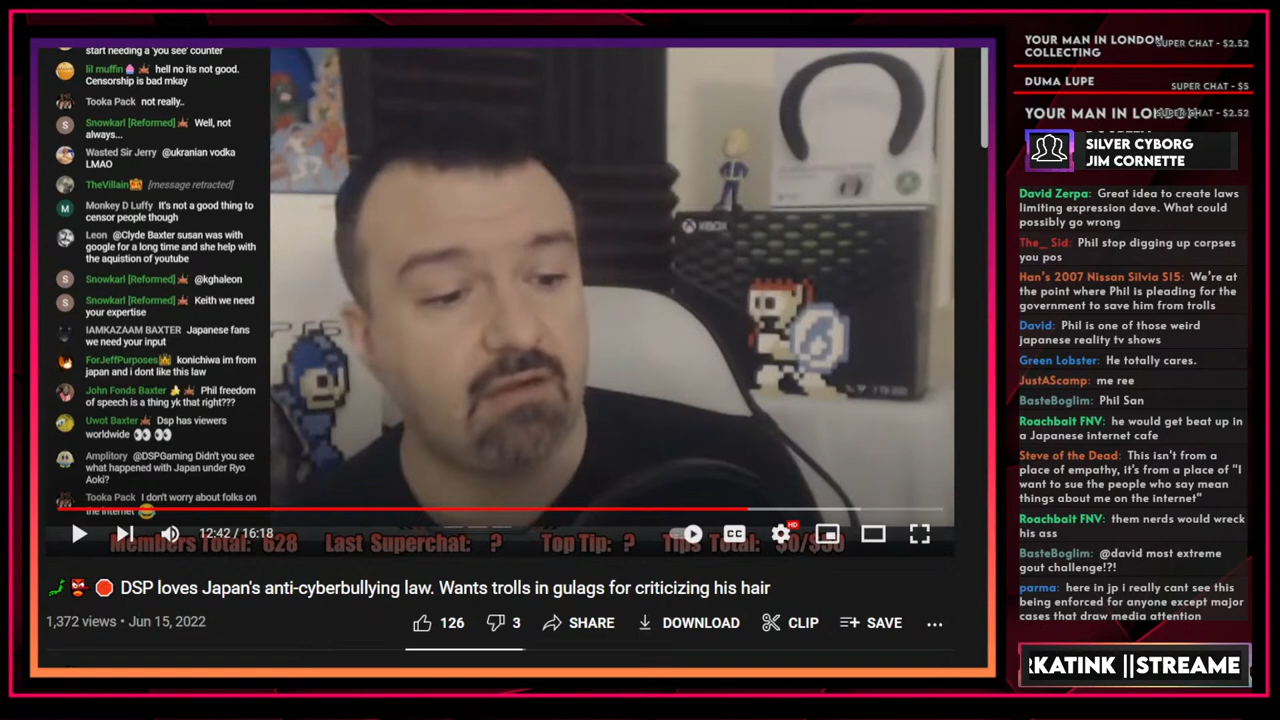 start needing a 'you see' counter
lil muffin hell no its not good.
Censorship is bad mkay
Tooka Pack not really..
Snowkarl [Reformed] Well, not
always...
Wasted Sir Jerry @ukranian vodka
LMAO
TheVillain [message retracted]
M
Monkey D Luffy It's not a good thing to
censor people though
Leon @Clyde Baxter susan was with
google for a long time and she help with
the aquistion of youtube
S
Snowkarl [Reformed] @kghaleon
S
Snowkarl [Reformed] Keith we need
your expertise
IAMKAZAAM BAXTER Japanese fans
we need your input
ForJeffPurposes konichiwa im from
japan and i dont like this law
John Fonds Baxter Phil freedom
of speech is a thing yk that right???
Uwot Baxter Dsp has viewers
worldwide
Amplitory @DSPGaming Didn't you see
what happened with Japan under Ryo
Aoki?
Tooka Pack I don't worry about folks on
the internet
XBOX
12:42 / 16:18
CC
HD
Members Total: 628 Last Superchat: ? Top Tip: ? Tips Total: $0/$50
DSP loves Japan's anti-cyberbullying law. Wants trolls in gulags for criticizing his hair
1,372 views • Jun 15, 2022
126
3
SHARE
DOWNLOAD
CLIP
SAVE
YOUR MAN IN LONDON
COLLECTING
SUPER CHAT - $2.52
DUMA LUPE
SUPER CHAT - $5
YOUR MAN IN LONDON
SUPER CHAT - $2.52
SILVER CYBORG
JIM CORNETTE
David Zerpa: Great idea to create laws
limiting expression dave. What could
possibly go wrong
The_ Sid: Phil stop digging up corpses
you pos
Han's 2007 Nissan Silvia S15: We're at
the point where Phil is pleading for the
government to save him from trolls
David: Phil is one of those weird
japanese reality tv shows
Green Lobster: He totally cares.
JustAScamp: me ree
BasteBoglim: Phil San
Roachbait FNV: he would get beat up in
a Japanese internet cafe
Steve of the Dead: This isn't from a
place of empathy, it's from a place of "I
want to sue the people who say mean
things about me on the internet"
Roachbait FNV: them nerds would wreck
his ass
BasteBoglim: @david most extreme
gout challenge!?!
parma: here in jp i really cant see this
being enforced for anyone except major
cases that draw media attention
RKATINK ||STREAME